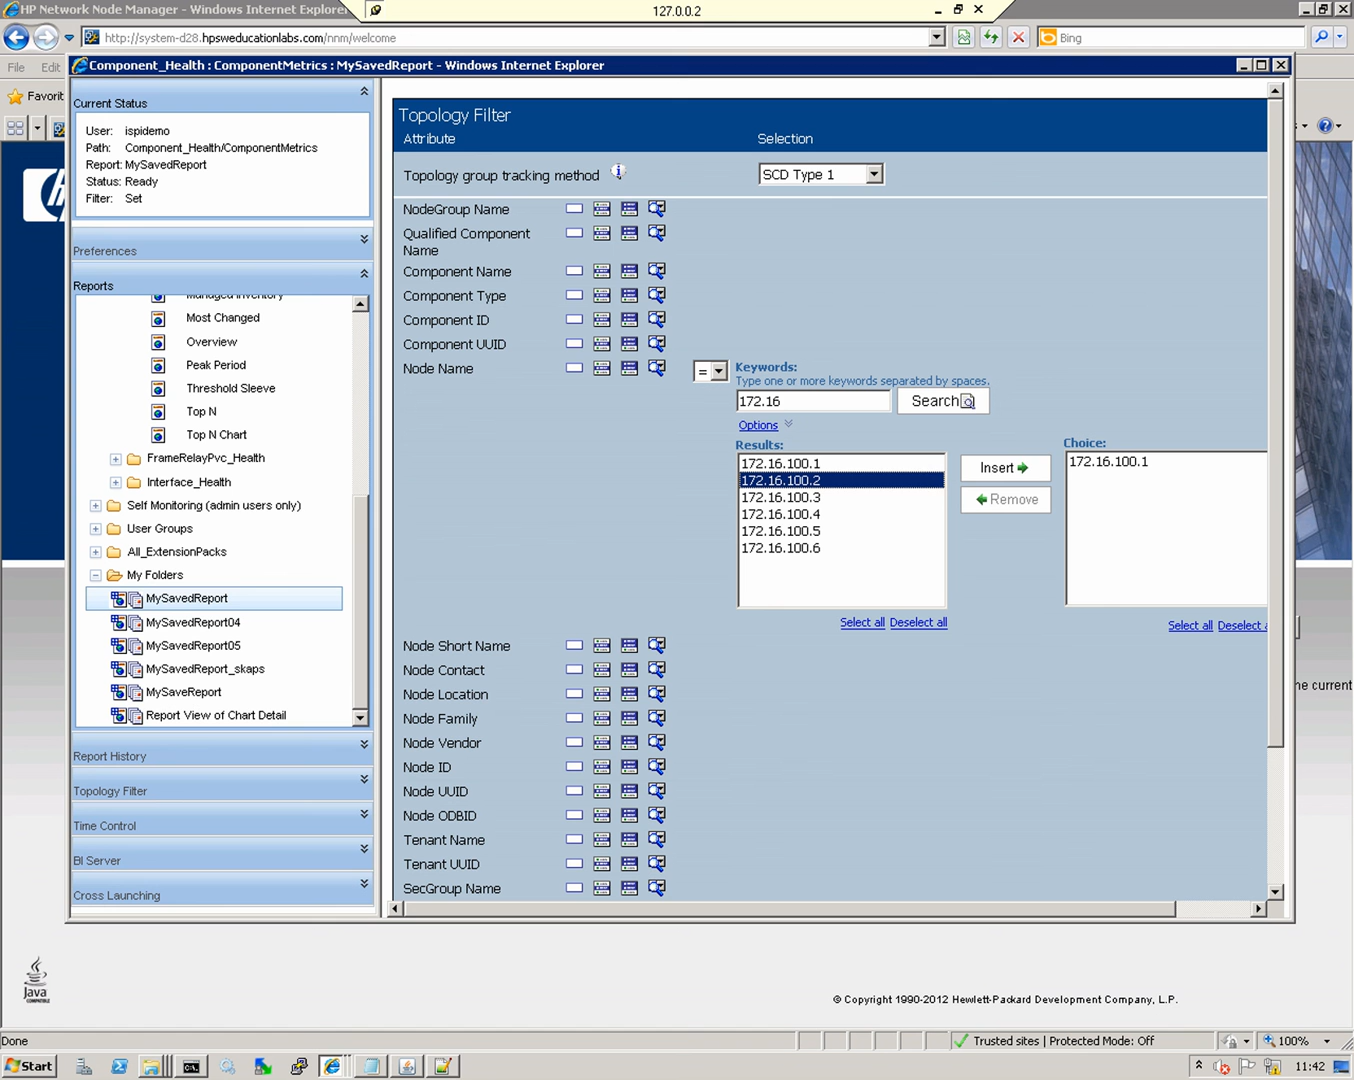 HP Network Node Manager - Windows Internet Explorer
127.0.0.2
http://system-d28.hpsweducationlabs.com/nnm/welcome
Bing
File Edit
Component_Health : ComponentMetrics : MySavedReport - Windows Internet Explorer
Favorit
Current Status
User: ispidemo
Path: Component_Health/ComponentMetrics
Report: MySavedReport
Status: Ready
Filter: Set
Preferences
Reports
Managed Inventory
Most Changed
Overview
Peak Period
Threshold Sleeve
Top N
Top N Chart
FrameRelayPvc_Health
Interface_Health
Self Monitoring (admin users only)
User Groups
All_ExtensionPacks
My Folders
MySavedReport
MySavedReport04
MySavedReport05
MySavedReport_skaps
MySaveReport
Report View of Chart Detail
Report History
Topology Filter
Time Control
BI Server
Cross Launching
Topology Filter
Attribute Selection
Topology group tracking method SCD Type 1
NodeGroup Name
Qualified Component
Name
Component Name
Component Type
Component ID
Component UUID
Node Name
= Keywords:
Type one or more keywords separated by spaces.
172.16 Search
Options
Results:
172.16.100.1
172.16.100.2
172.16.100.3
172.16.100.4
172.16.100.5
172.16.100.6
Select all Deselect all
Insert
Remove
Choice:
172.16.100.1
Select all Deselect a
Node Short Name
Node Contact
Node Location
Node Family
Node Vendor
Node ID
Node UUID
Node ODBID
Tenant Name
Tenant UUID
SecGroup Name
he current
Java
COMPATIBLE
© Copyright 1990-2012 Hewlett-Packard Development Company, L.P.
Done
Trusted sites | Protected Mode: Off
100%
Start
11:42